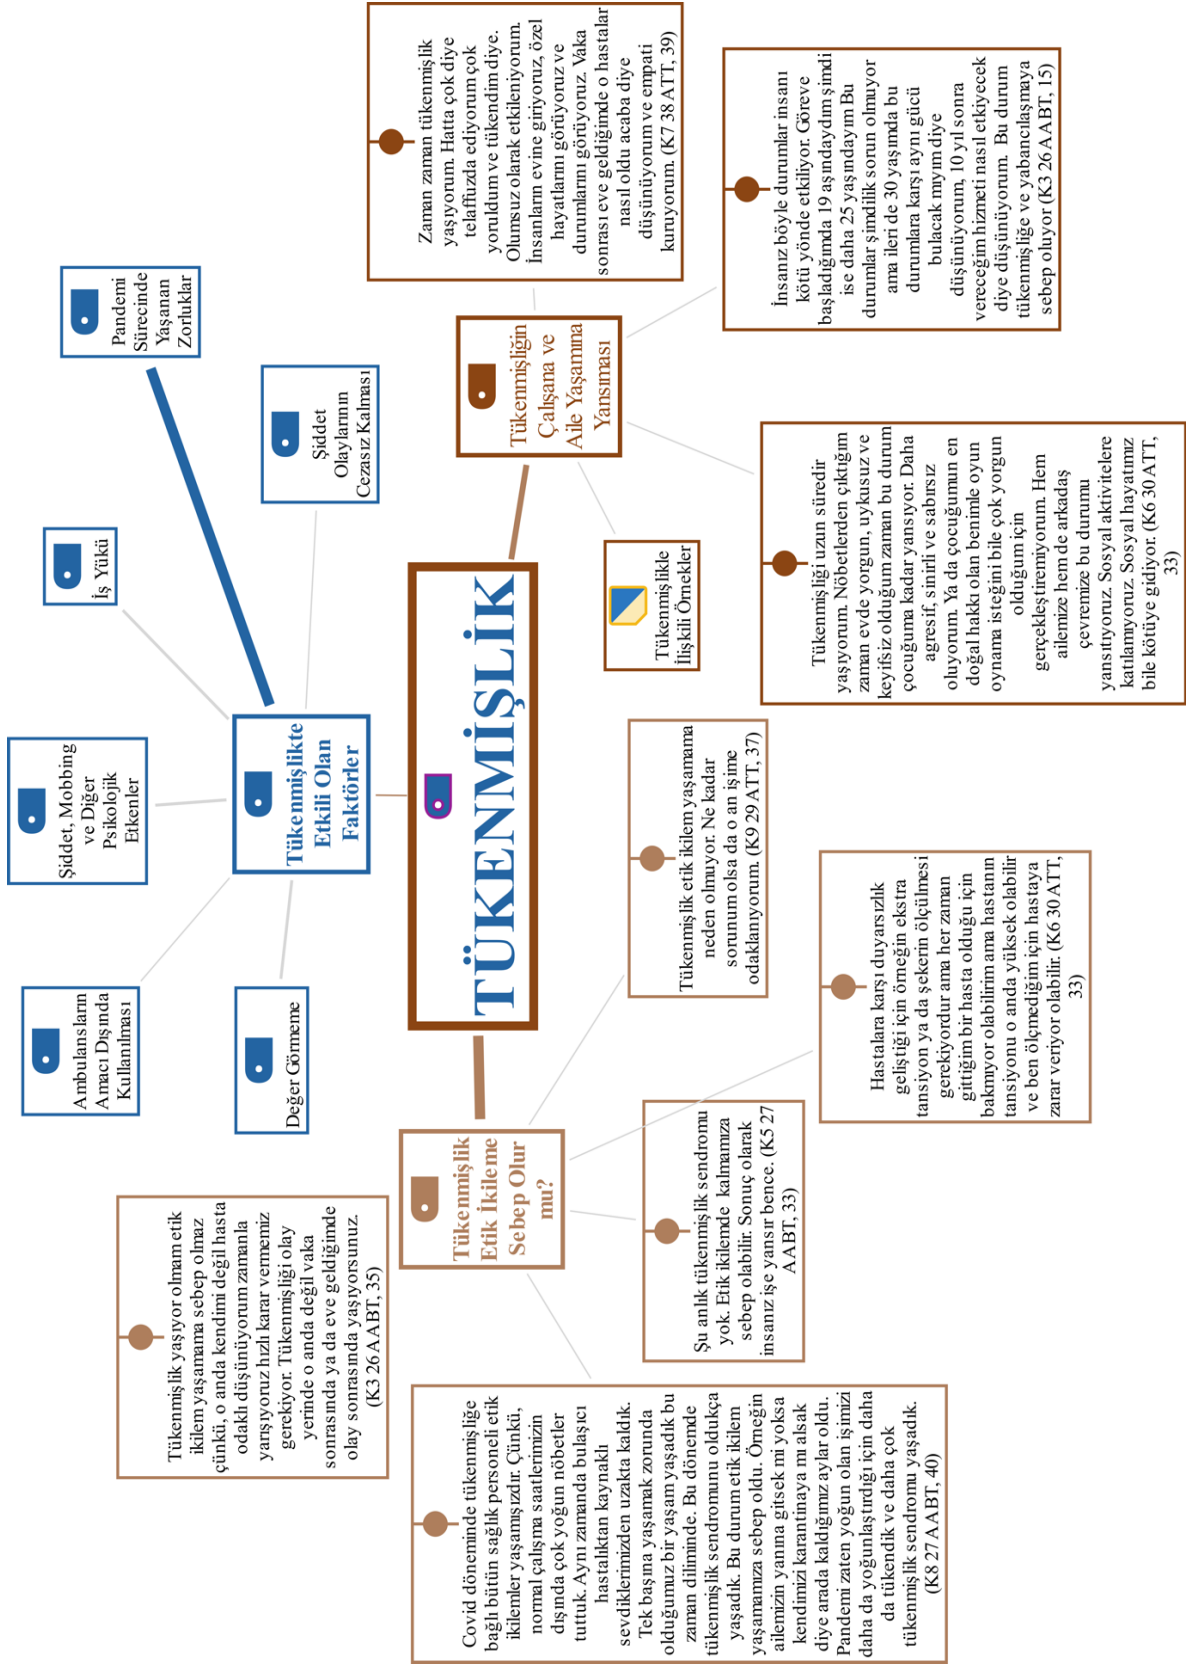 Ambulansların
Amacı Dışında
Kullanılması
Şiddet, Mobbing
ve Diğer
Psikolojik
Etkenler
İş Yükü
Pandemi
Sürecinde
Yaşanan
Zorluklar
Değer Görmeme
Tükenmişlikte
Etkili Olan
Faktörler
Şiddet
Olaylarının
Cezasız Kalması
Tükenmişlik yaşıyor olmam etik
ikilem yaşamama sebep olmaz
çünkü, o anda kendimi değil hasta
odaklı düşünüyorum zamanla
yarışıyoruz hızlı karar vermemiz
gerekiyor. Tükenmişliği olay
yerinde o anda değil vaka
sonrasında ya da eve geldiğimde
olay sonrasında yaşıyorsunuz.
(K3 26 AABT, 35)
TÜKENMİŞLİK
Tükenmişlik
Etik İkileme
Sebep Olur
mu?
Tükenmişliğin
Çalışana ve
Aile Yaşamına
Yansıması
Zaman zaman tükenmişlik
yaşıyorum. Hatta çok diye
telaffuzda ediyorum çok
yoruldum ve tükendim diye.
Olumsuz olarak etkileniyorum.
İnsanların evine giriyoruz, özel
hayatlarını görüyoruz ve
durumlarını görüyoruz. Vaka
sonrası eve geldiğimde o hastalar
nasıl oldu acaba diye
düşünüyorum ve empati
kuruyorum. (K7 38 ATT, 39)
Covid döneminde tükenmişliğe
bağlı bütün sağlık personeli etik
ikilemler yaşamışızdır. Çünkü,
normal çalışma saatlerimizin
dışında çok yoğun nöbetler
tuttuk. Aynı zamanda bulaşıcı
hastalıktan kaynaklı
sevdiklerimizden uzakta kaldık.
Tek başına yaşamak zorunda
olduğumuz bir yaşam yaşadık bu
zaman diliminde. Bu dönemde
tükenmişlik sendromunu oldukça
yaşadık. Bu durum etik ikilem
yaşamamıza sebep oldu. Örneğin
ailemizin yanına gitsek mi yoksa
kendimizi karantinaya mı alsak
diye arada kaldığımız aylar oldu.
Pandemi zaten yoğun olan işimizi
daha da yoğunlaştırdığı için daha
da tükendik ve daha çok
tükenmişlik sendromu yaşadık.
(K8 27 AABT, 40)
Şu anlık tükenmişlik sendromu
yok. Etik ikilemde kalmamıza
sebep olabilir. Sonuç olarak
insanız işe yansır bence. (K5 27
AABT, 33)
Tükenmişlik etik ikilem yaşamama
neden olmuyor. Ne kadar
sorunum olsa da o an işime
odaklanıyorum. (K9 29 ATT, 37)
Hastalara karşı duyarsızlık
geliştiği için örneğin ekstra
tansiyon ya da şekerin ölçülmesi
gerekiyordur ama her zaman
gittiğim bir hasta olduğu için
bakmıyor olabilirim ama hastanın
tansiyonu o anda yüksek olabilir
ve ben ölçmediğim için hastaya
zarar veriyor olabilir. (K6 30 ATT,
33)
Tükenmişlikle
İlişkili Örnekler
Tükenmişliği uzun süredir
yaşıyorum. Nöbetlerden çıktığım
zaman evde yorgun, uykusuz ve
keyifsiz olduğum zaman bu durum
çocuğuma kadar yansıyor. Daha
agresif, sinirli ve sabırsız
oluyorum. Ya da çocuğumun en
doğal hakkı olan benimle oyun
oynama isteğini bile çok yorgun
olduğum için
gerçekleştiremiyorum. Hem
ailemize hem de arkadaş
çevremize bu durumu
yansıtıyoruz. Sosyal aktivitelere
katılamıyoruz. Sosyal hayatımız
bile kötüye gidiyor. (K6 30 ATT,
33)
İnsanız böyle durumlar insanı
kötü yönde etkiliyor. Göreve
başladığımda 19 aşındaydım şimdi
ise daha 25 yaşındayım Bu
durumlar şimdilik sorun olmuyor
ama ileri de 30 yaşımda bu
durumlara karşı aynı gücü
bulacak mıyım diye
düşünüyorum, 10 yıl sonra
vereceğim hizmeti nasıl etkiyecek
diye düşünüyorum. Bu durum
tükenmişliğe ve yabancılaşmaya
sebep oluyor (K3 26 AABT, 15)